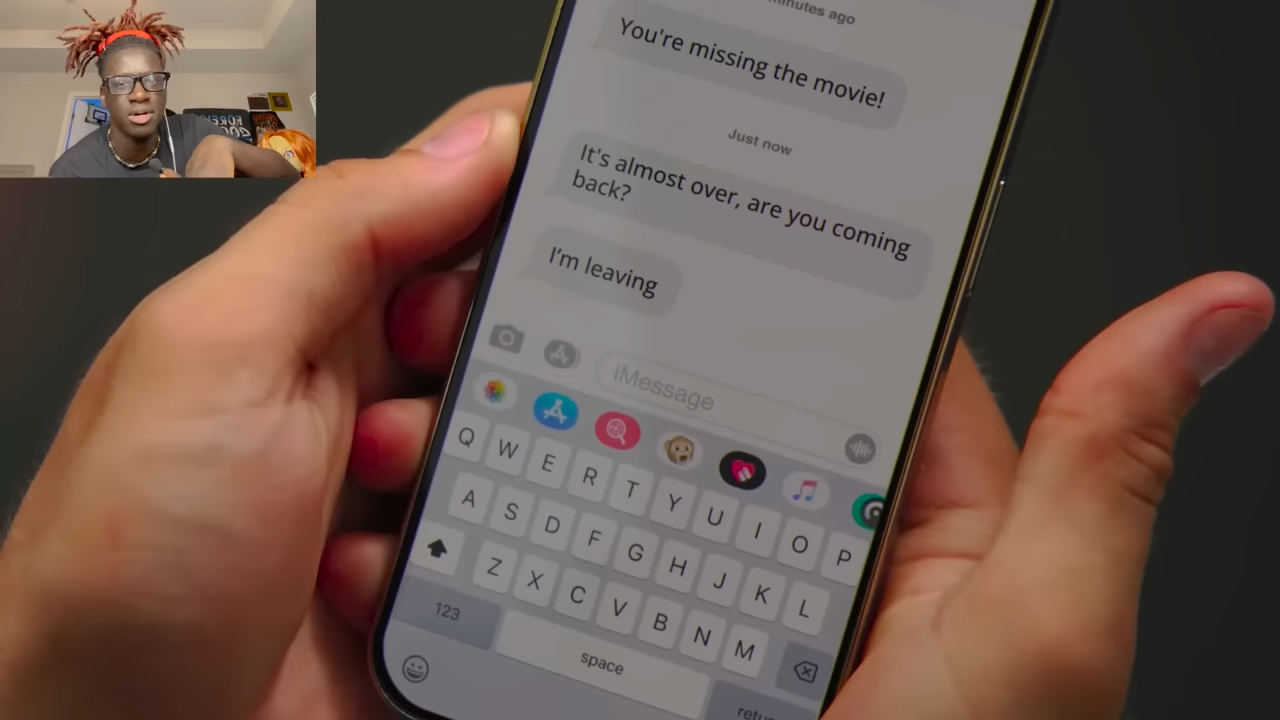 minutes ago
You're missing the movie!
Just now
It's almost over, are you coming
back?
I'm leaving
iMessage
Q W E R T Y U I O P
A S D F G H J K L
Z X C V B N M
123
space